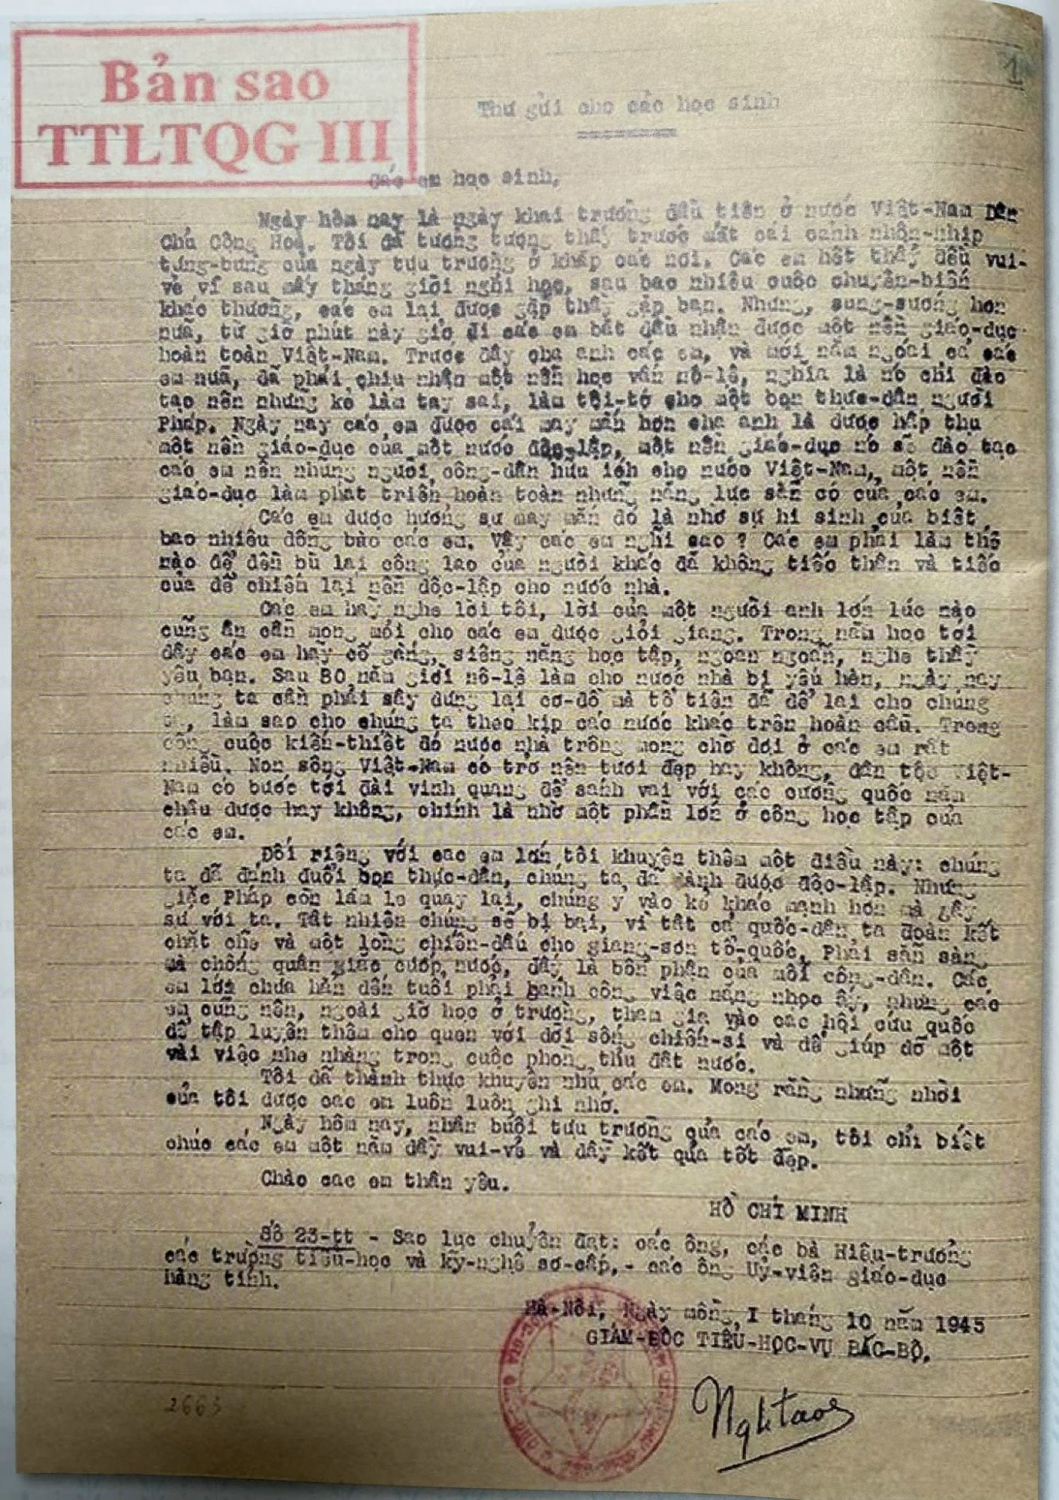 Bản sao
TTLTQG III
1
Thư gửi cho các học sinh
Các em học sinh,
Ngày hôm nay là ngày khai trường đầu tiên ở nước Việt-Nam Dân
Chủ Cộng Hoà. Tôi đã tưởng tượng thấy trước mắt cái cảnh nhộn-nhịp
tưng-bừng của ngày tựu trường ở khắp các nơi. Các em hết thảy đều vui-
vẻ vì sau mấy tháng giời nghỉ học, sau bao nhiêu cuộc chuyển-biến
khác thường, các em lại được gặp thầy gặp bạn. Nhưng, sung-sướng hơn
nữa, từ giờ phút này giở đi các em bắt đầu nhận được một nền giáo-dục
hoàn toàn Việt-Nam. Trước đây cha anh các em, và mới năm ngoái cả các
em nữa, đã phải chịu nhận một nền học vấn nô-lệ, nghĩa là nó chỉ đào
tạo nên những kẻ làm tay sai, làm tôi-tớ cho một bọn thực-dân người
Pháp. Ngày nay các em được cái may mắn hơn cha anh là được hấp thụ
một nền giáo-dục của một nước độc-lập, một nền giáo-dục nó sẽ đào tạo
các em nên những người công-dân hữu ích cho nước Việt-Nam, một nền
giáo-dục làm phát triển hoàn toàn những năng lực sẵn có của các em.
Các em được hưởng sự may mắn đó là nhờ sự hi sinh của biết
bao nhiêu đồng bào các em. Vậy các em nghĩ sao ? Các em phải làm thế
nào để đền bù lại công lao của người khác đã không tiếc thân và tiếc
của để chiếm lại nền độc-lập cho nước nhà.
Các em hãy nghe lời tôi, lời của một người anh lớn lúc nào
cũng ân cần mong mỏi cho các em được giỏi giang. Trong năm học tới
đây các em hãy cố gắng, siêng năng học tập, ngoan ngoãn, nghe thầy
yêu bạn. Sau 80 năm giời nô-lệ làm cho nước nhà bị yếu hèn, ngày nay
chúng ta cần phải sây dựng lại cơ-đồ mà tổ tiên đã để lại cho chúng
ta, làm sao cho chúng ta theo kịp các nước khác trên hoàn cầu. Trong
công cuộc kiến-thiết đó nước nhà trông mong chờ đợi ở các em rất
nhiều. Non sông Việt-Nam có trở nên tươi đẹp hay không, dân tộc Việt-
Nam có bước tới đài vinh quang để sánh vai với các cường quốc năm
châu được hay không, chính là nhờ một phần lớn ở công học tập của
các em.
Đối riêng với các em lớn tôi khuyên thêm một điều này: chúng
ta đã đánh đuổi bọn thực-dân, chúng ta đã dành được độc-lập. Nhưng
giặc Pháp còn lăm le quay lại, chúng ý vào kẻ khác mạnh hơn mà gây
sự với ta. Tất nhiên chúng sẽ bị bại, vì tất cả quốc-dân ta đoàn kết
chặt chẽ và một lòng chiến-đấu cho giang-sơn tổ-quốc. Phải sẵn sàng
mà chống quân giặc cướp nước, đấy là bổn phận của mỗi công-dân. Các
em lớn chưa hẳn đến tuổi phải gánh công việc nặng nhọc ấy, nhưng các
em cũng nên, ngoài giờ học ở trường, tham gia vào các hội cứu quốc
để tập luyện thêm cho quen với đời sống chiến-sĩ và để giúp đỡ một
vài việc nhẹ nhàng trong cuộc phòng thủ đất nước.
Tôi đã thành thực khuyên nhủ các em. Mong rằng những nhời
của tôi được các em luôn luôn ghi nhớ.
Ngày hôm nay, nhân buổi tựu trường của các em, tôi chỉ biết
chúc các em một năm đầy vui-vẻ và đầy kết quả tốt đẹp.
Chào các em thân yêu.
HỒ CHÍ MINH
Số 23-tt - Sao lục chuyển đạt: các ông, các bà Hiệu-trưởng
các trường tiểu-học và kỹ-nghệ sơ-cấp,- các ông Uỷ-viên giáo-dục
hàng tỉnh.
Hà-Nội, Ngày mồng I tháng 10 năm 1945
GIÁM-ĐỐC TIỂU-HỌC-VỤ BẮC-BỘ,
2663